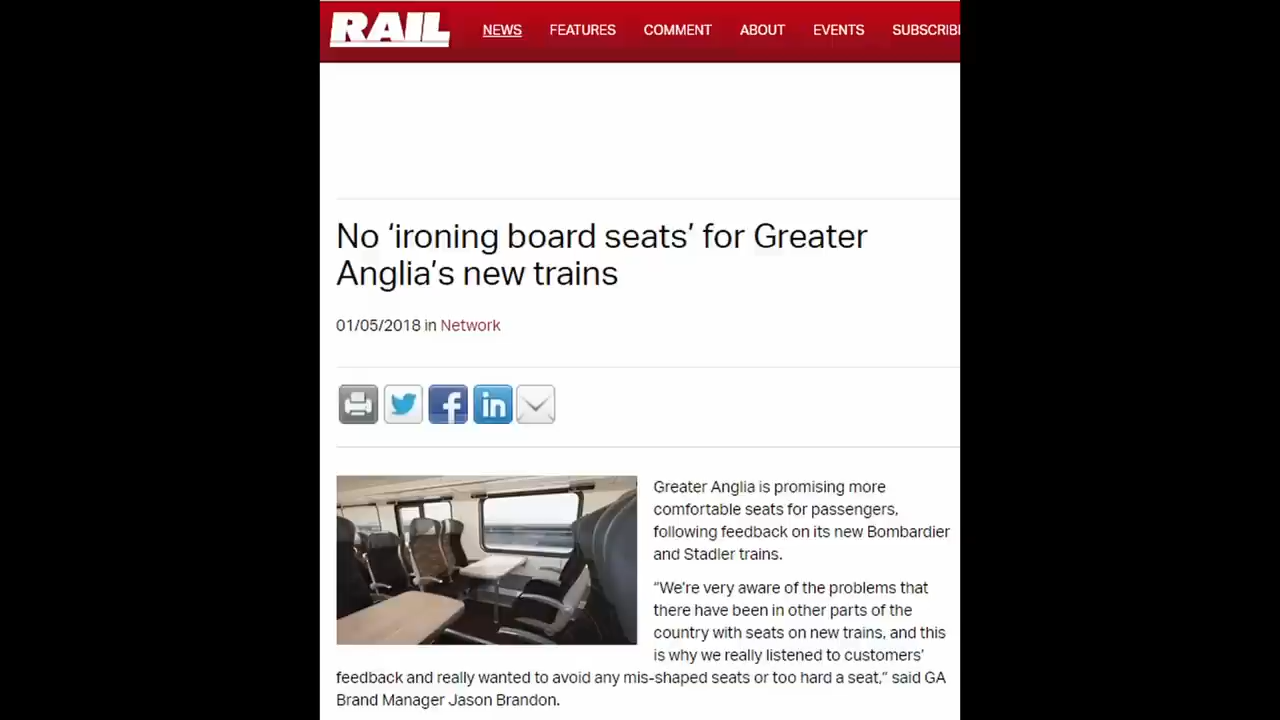 RAIL
NEWS FEATURES COMMENT ABOUT EVENTS SUBSCRIB
No ‘ironing board seats’ for Greater
Anglia’s new trains
01/05/2018 in Network
Greater Anglia is promising more
comfortable seats for passengers,
following feedback on its new Bombardier
and Stadler trains.
“We’re very aware of the problems that
there have been in other parts of the
country with seats on new trains, and this
is why we really listened to customers’
feedback and really wanted to avoid any mis-shaped seats or too hard a seat,” said GA
Brand Manager Jason Brandon.